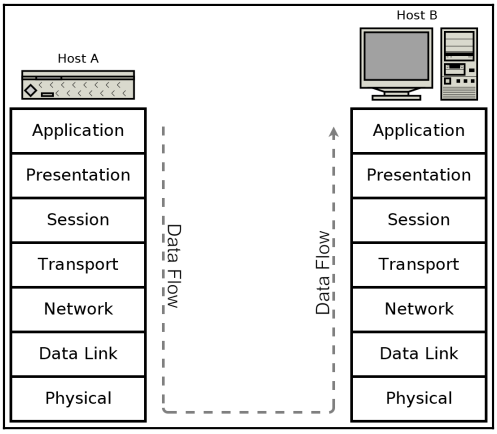 Host A
Host B
Application
Presentation
Session
Transport
Network
Data Link
Physical
Data Flow
Data Flow
Application
Presentation
Session
Transport
Network
Data Link
Physical